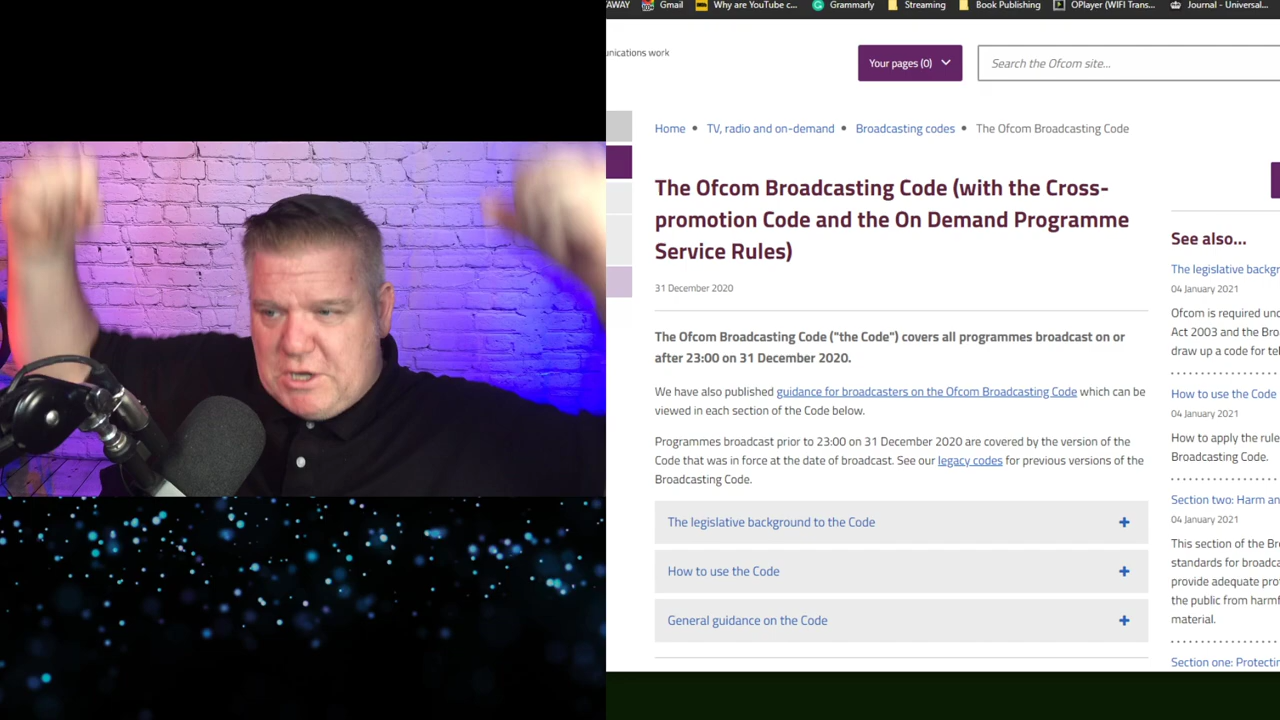 AWAY
Gmail
Why are YouTube c...
Grammarly
Streaming
Book Publishing
OPlayer (WIFI Trans...
Journal - Universal...
unications work
Your pages (0)
Search the Ofcom site...
Home • TV, radio and on-demand • Broadcasting codes • The Ofcom Broadcasting Code
The Ofcom Broadcasting Code (with the Cross-
promotion Code and the On Demand Programme
Service Rules)
31 December 2020
The Ofcom Broadcasting Code ("the Code") covers all programmes broadcast on or
after 23:00 on 31 December 2020.
We have also published guidance for broadcasters on the Ofcom Broadcasting Code which can be
viewed in each section of the Code below.
Programmes broadcast prior to 23:00 on 31 December 2020 are covered by the version of the
Code that was in force at the date of broadcast. See our legacy codes for previous versions of the
Broadcasting Code.
The legislative background to the Code +
How to use the Code +
General guidance on the Code +
See also...
The legislative backgr
04 January 2021
Ofcom is required und
Act 2003 and the Bro
draw up a code for tel
How to use the Code
04 January 2021
How to apply the rule
Broadcasting Code.
Section two: Harm an
04 January 2021
This section of the Bro
standards for broadca
provide adequate pro
the public from harmf
material.
Section one: Protectin